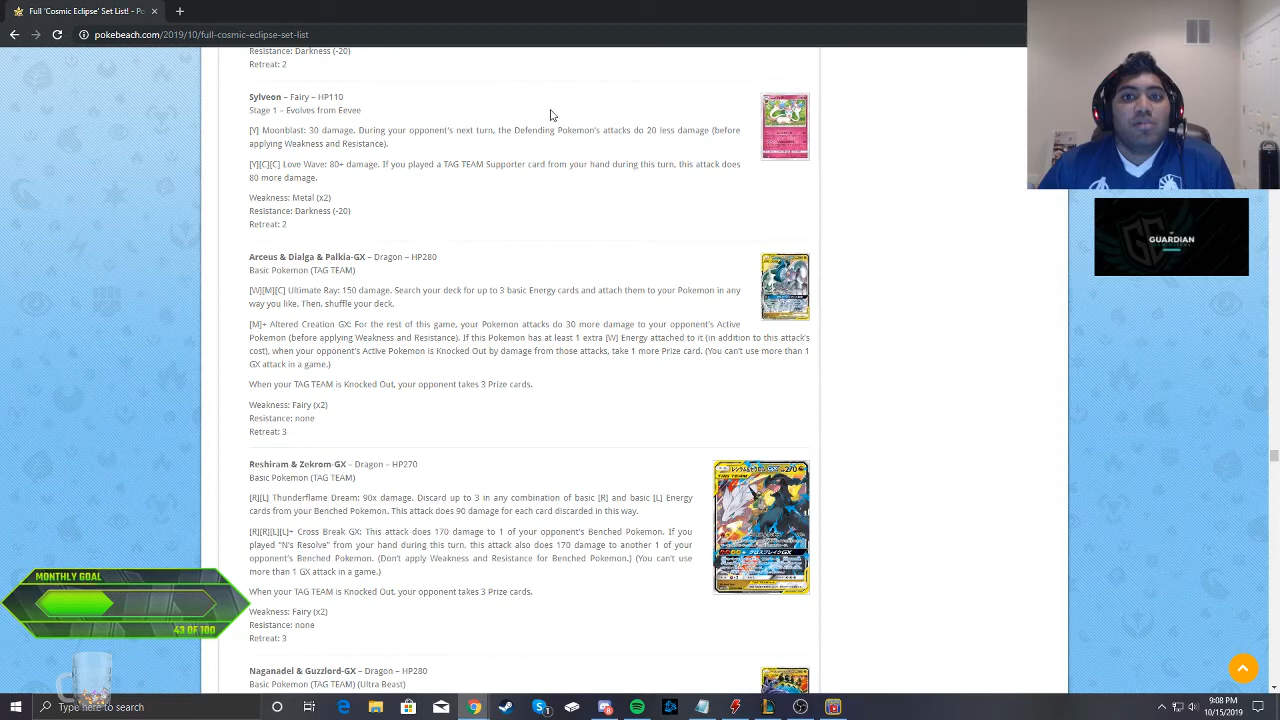 Full 'Cosmic Eclipse' Set List! - Po
pokebeach.com/2019/10/full-cosmic-eclipse-set-list
Resistance: Darkness (-20)
Retreat: 2
Sylveon – Fairy – HP110
Stage 1 – Evolves from Eevee
[Y] Moonblast: 30 damage. During your opponent's next turn, the Defending Pokemon's attacks do 20 less damage (before
applying Weakness and Resistance).
[Y][C][C] Love Wave: 80+ damage. If you played a TAG TEAM Supporter card from your hand during this turn, this attack does
80 more damage.
Weakness: Metal (x2)
Resistance: Darkness (-20)
Retreat: 2
GUARDIAN
Arceus & Dialga & Palkia-GX – Dragon – HP280
Basic Pokemon (TAG TEAM)
[W][M][C] Ultimate Ray: 150 damage. Search your deck for up to 3 basic Energy cards and attach them to your Pokemon in any
way you like. Then, shuffle your deck.
[M]+ Altered Creation GX: For the rest of this game, your Pokemon attacks do 30 more damage to your opponent's Active
Pokemon (before applying Weakness and Resistance). If this Pokemon has at least 1 extra [W] Energy attached to it (in addition to this attack's
cost), when your opponent's Active Pokemon is Knocked Out by damage from those attacks, take 1 more Prize card. (You can't use more than 1
GX attack in a game.)
When your TAG TEAM is Knocked Out, your opponent takes 3 Prize cards.
Weakness: Fairy (x2)
Resistance: none
Retreat: 3
Reshiram & Zekrom-GX – Dragon – HP270
Basic Pokemon (TAG TEAM)
[R][L] Thunderflame Dream: 90x damage. Discard up to 3 in any combination of basic [R] and basic [L] Energy
cards from your Benched Pokemon. This attack does 90 damage for each card discarded in this way.
[R][R][L][L]+ Cross Break GX: This attack does 170 damage to 1 of your opponent's Benched Pokemon. If you
played "N's Resolve" from your hand during this turn, this attack also does 170 damage to another 1 of your
opponent's Benched Pokemon. (Don't apply Weakness and Resistance for Benched Pokemon.) (You can't use
more than 1 GX attack in a game.)
When your TAG TEAM is Knocked Out, your opponent takes 3 Prize cards.
Weakness: Fairy (x2)
Resistance: none
Retreat: 3
Naganadel & Guzzlord-GX – Dragon – HP280
Basic Pokemon (TAG TEAM) (Ultra Beast)
MONTHLY GOAL
43 OF 100
Type here to search
9:08 PM
10/15/2019